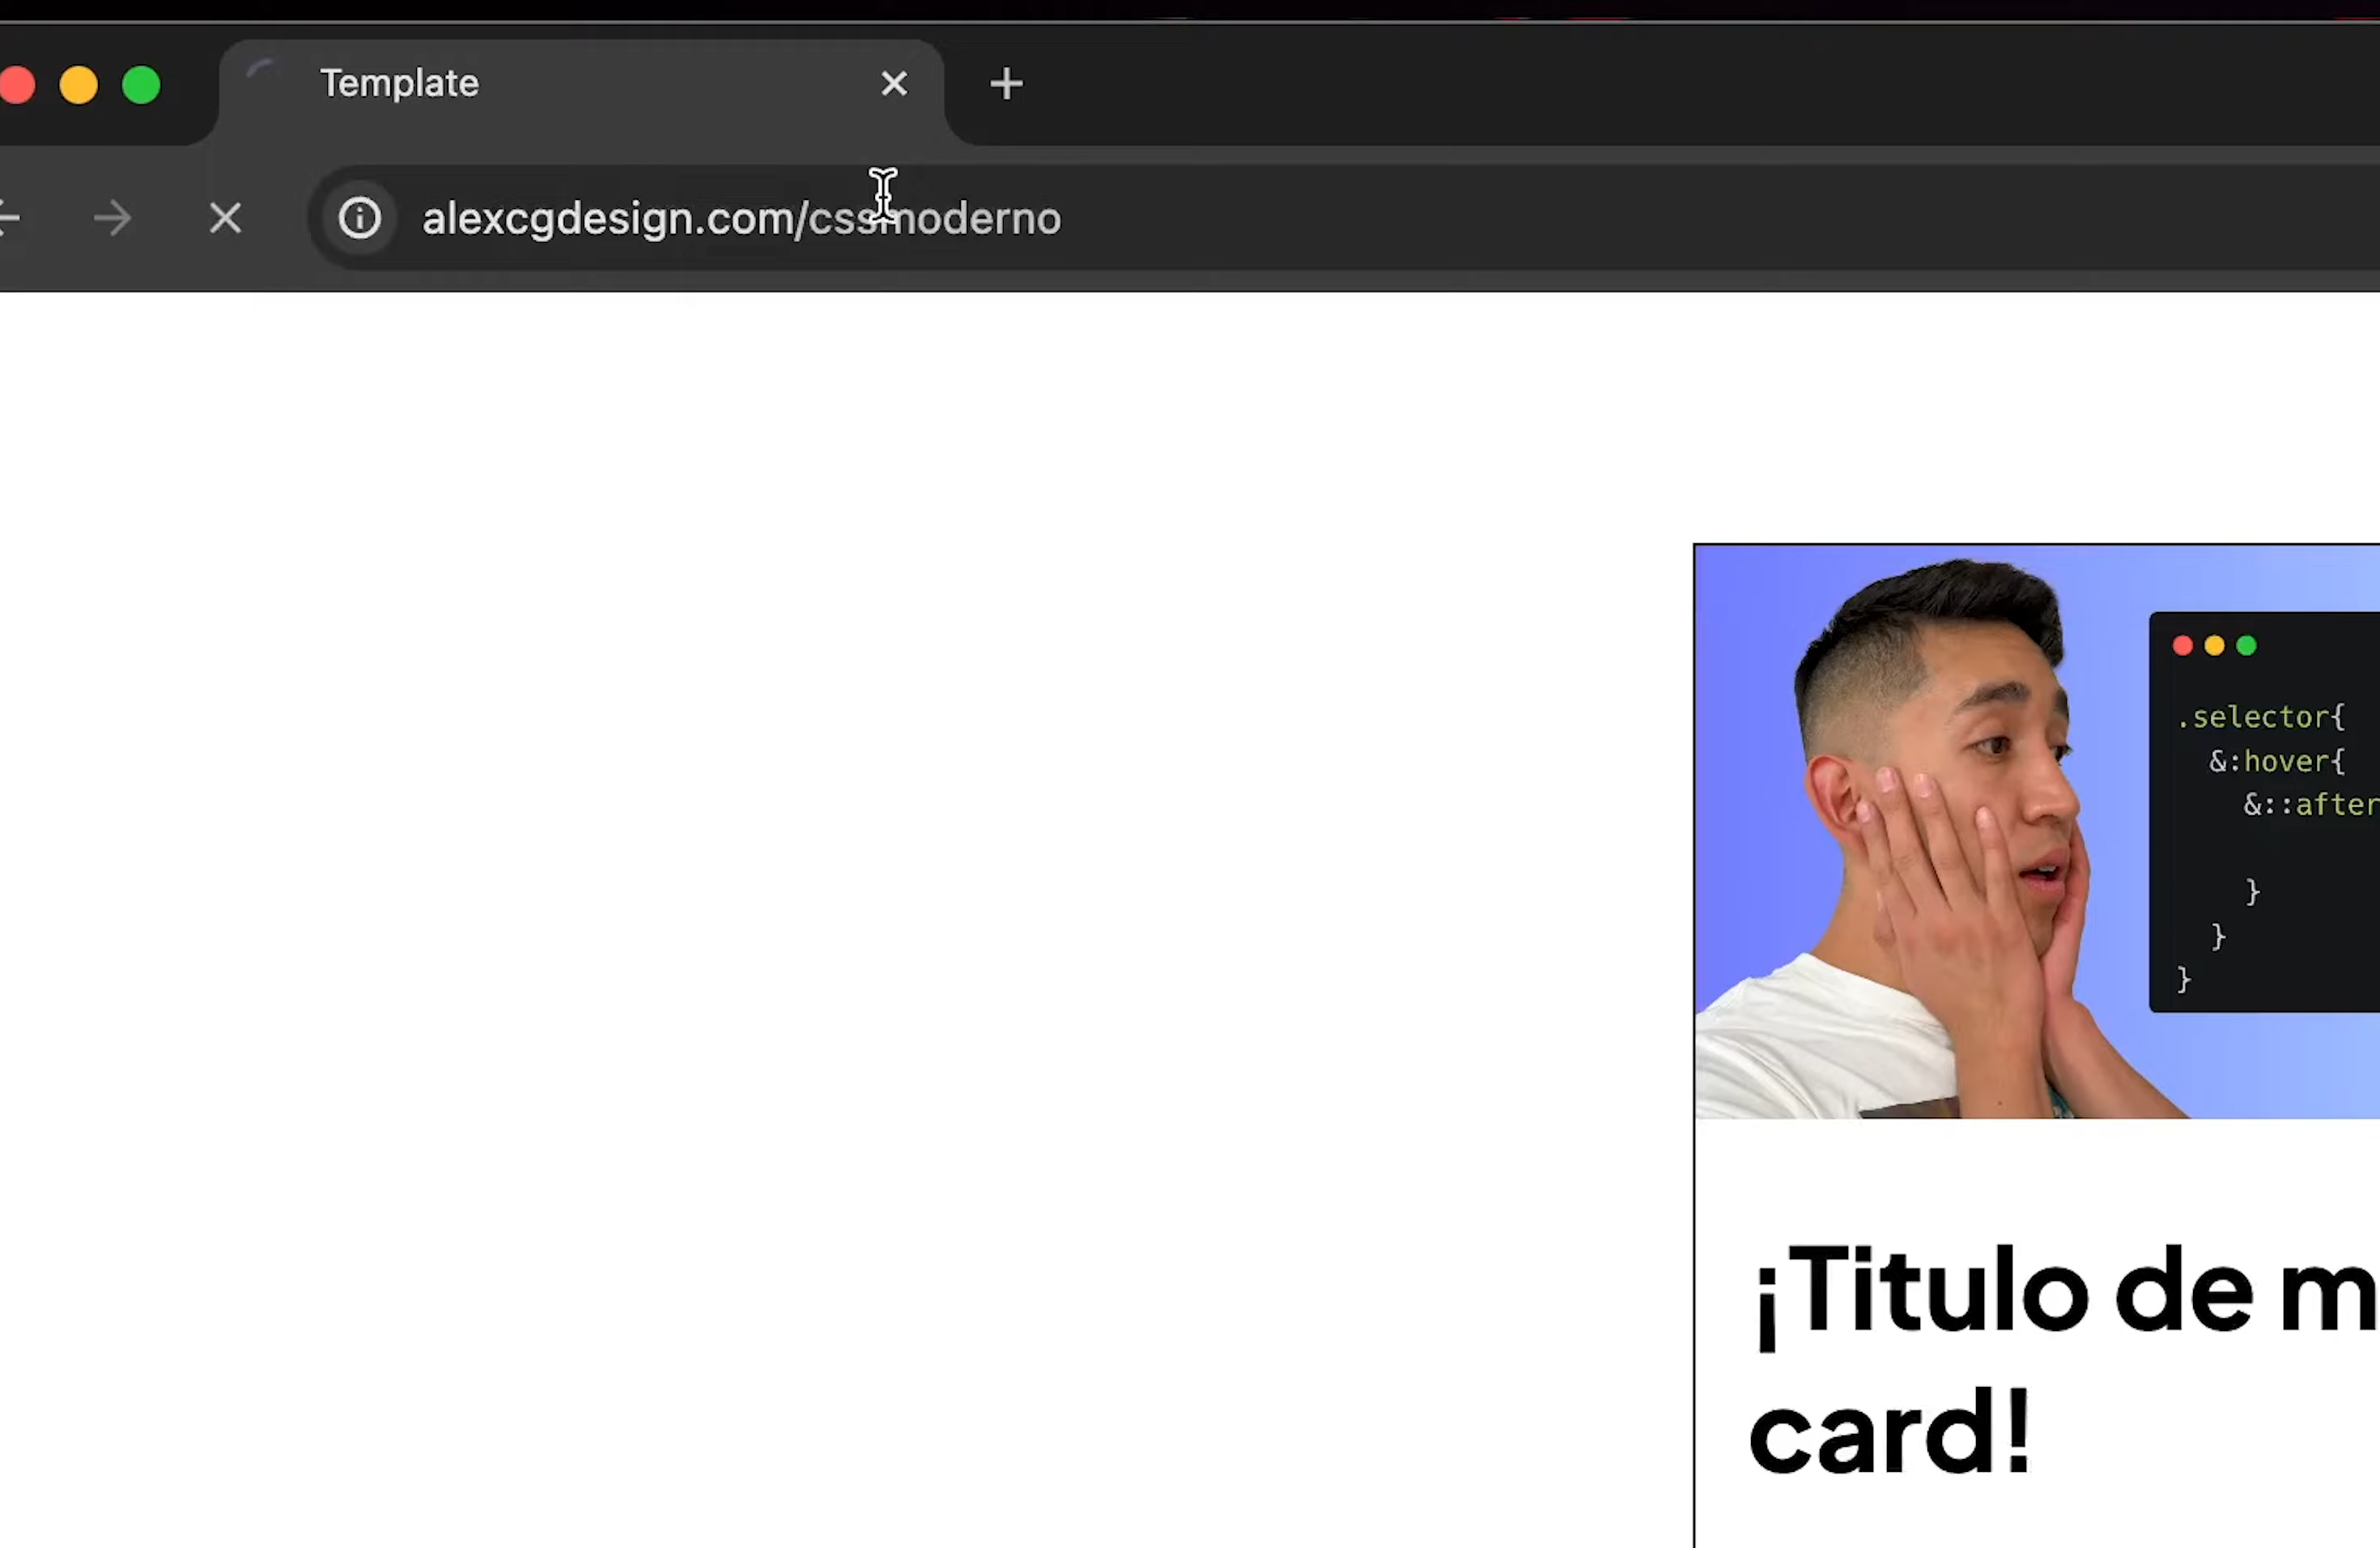 Template
alexcgdesign.com/cssmoderno
.selector{
&:hover{
&::after
}
}
}
¡Titulo de m
card!